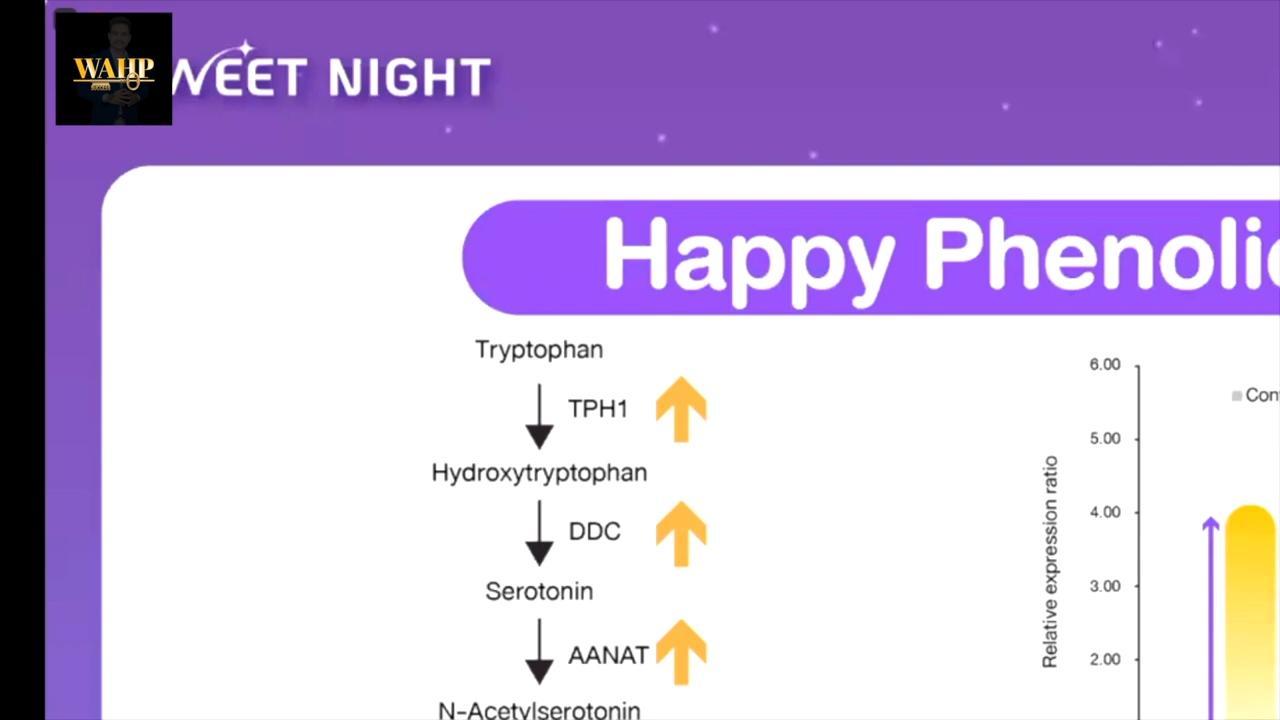 WAHP
WEET NIGHT
Happy Phenolic
Tryptophan
TPH1
Hydroxytryptophan
DDC
Serotonin
AANAT
N-Acetylserotonin
Relative expression ratio
6.00
5.00
4.00
3.00
2.00
Con